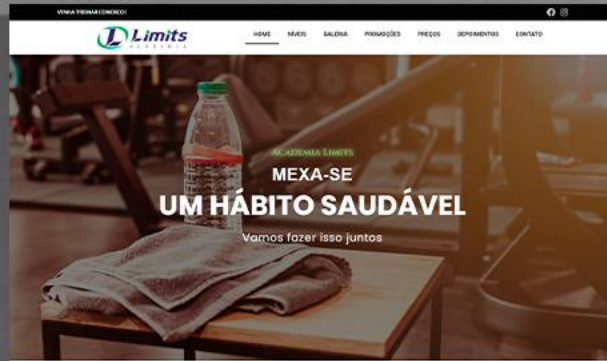 VENHA TREINAR CONOSCO!
Limits
ACADEMIA
HOME NÍVEIS GALERIA PROMOÇÕES PREÇOS DEPOIMENTOS CONTATO
ACADEMIA LIMITS
MEXA-SE
UM HÁBITO SAUDÁVEL
Vamos fazer isso juntos